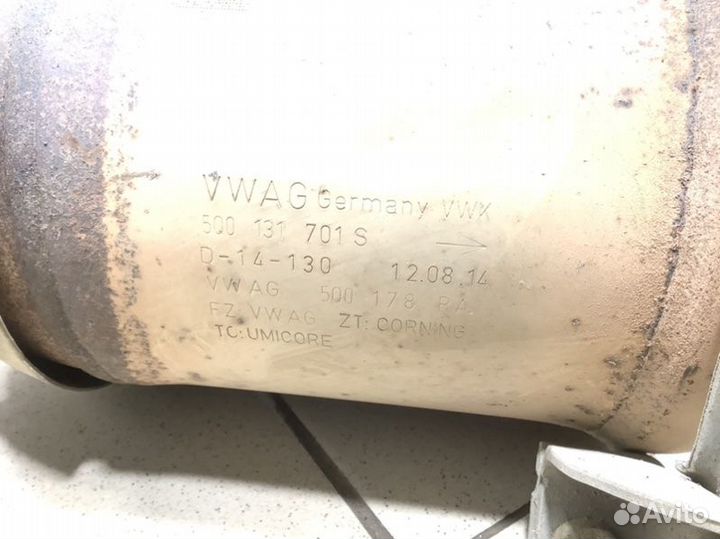 VWAG Germany VWK
5Q0 131 701 S →
D-14-130 12.08.14
VWAG 5Q0 178 RA.
FZ: VWAG ZT: CORNING
TC: UMICORE
Avito